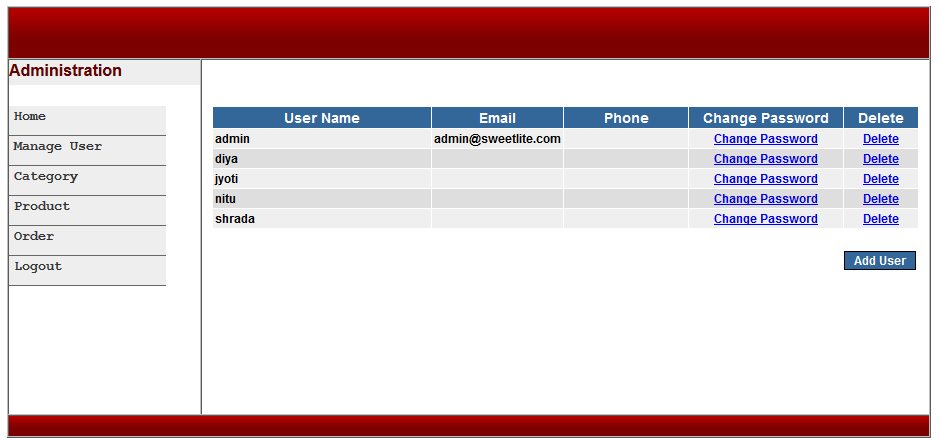 Administration
Home
Manage User
Category
Product
Order
Logout
User Name Email Phone Change Password Delete
admin admin@sweetlite.com Change Password Delete
diya Change Password Delete
jyoti Change Password Delete
nitu Change Password Delete
shrada Change Password Delete
Add User